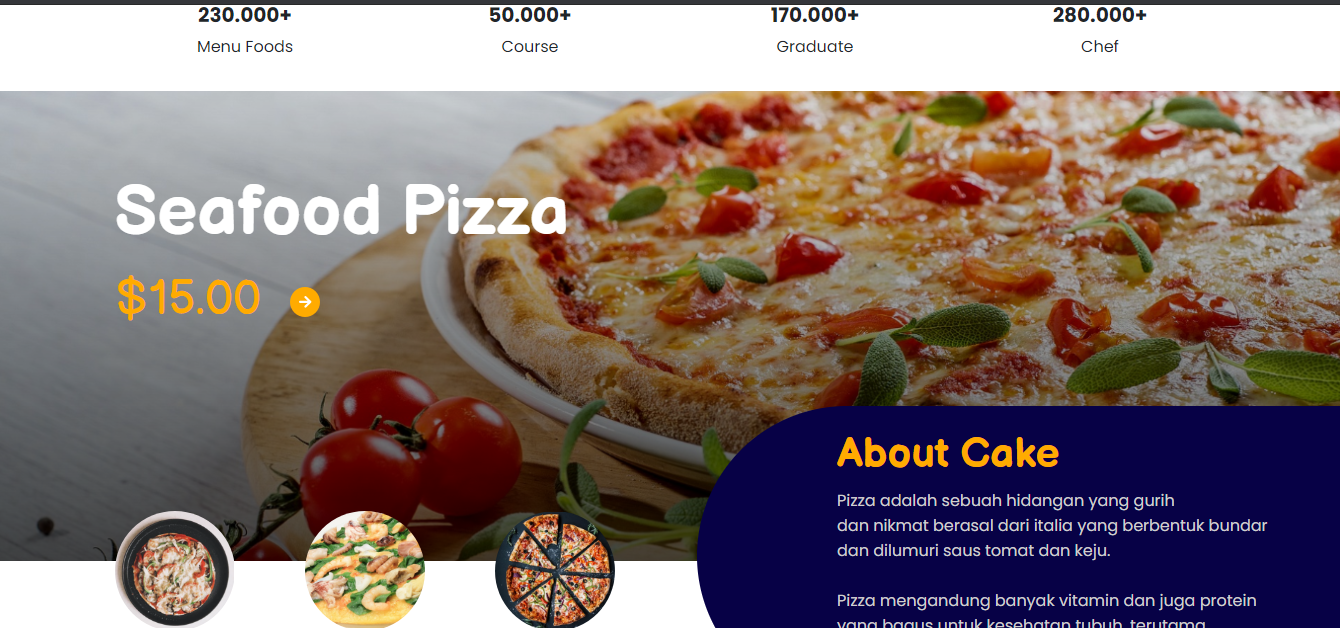 230.000+
50.000+
170.000+
280.000+
Menu Foods
Course
Graduate
Chef
Seafood Pizza
$15.00
About Cake
Pizza adalah sebuah hidangan yang gurih
dan nikmat berasal dari italia yang berbentuk bundar
dan dilumuri saus tomat dan keju.
Pizza mengandung banyak vitamin dan juga protein
yang bagus untuk kesehatan tubuh, terutama